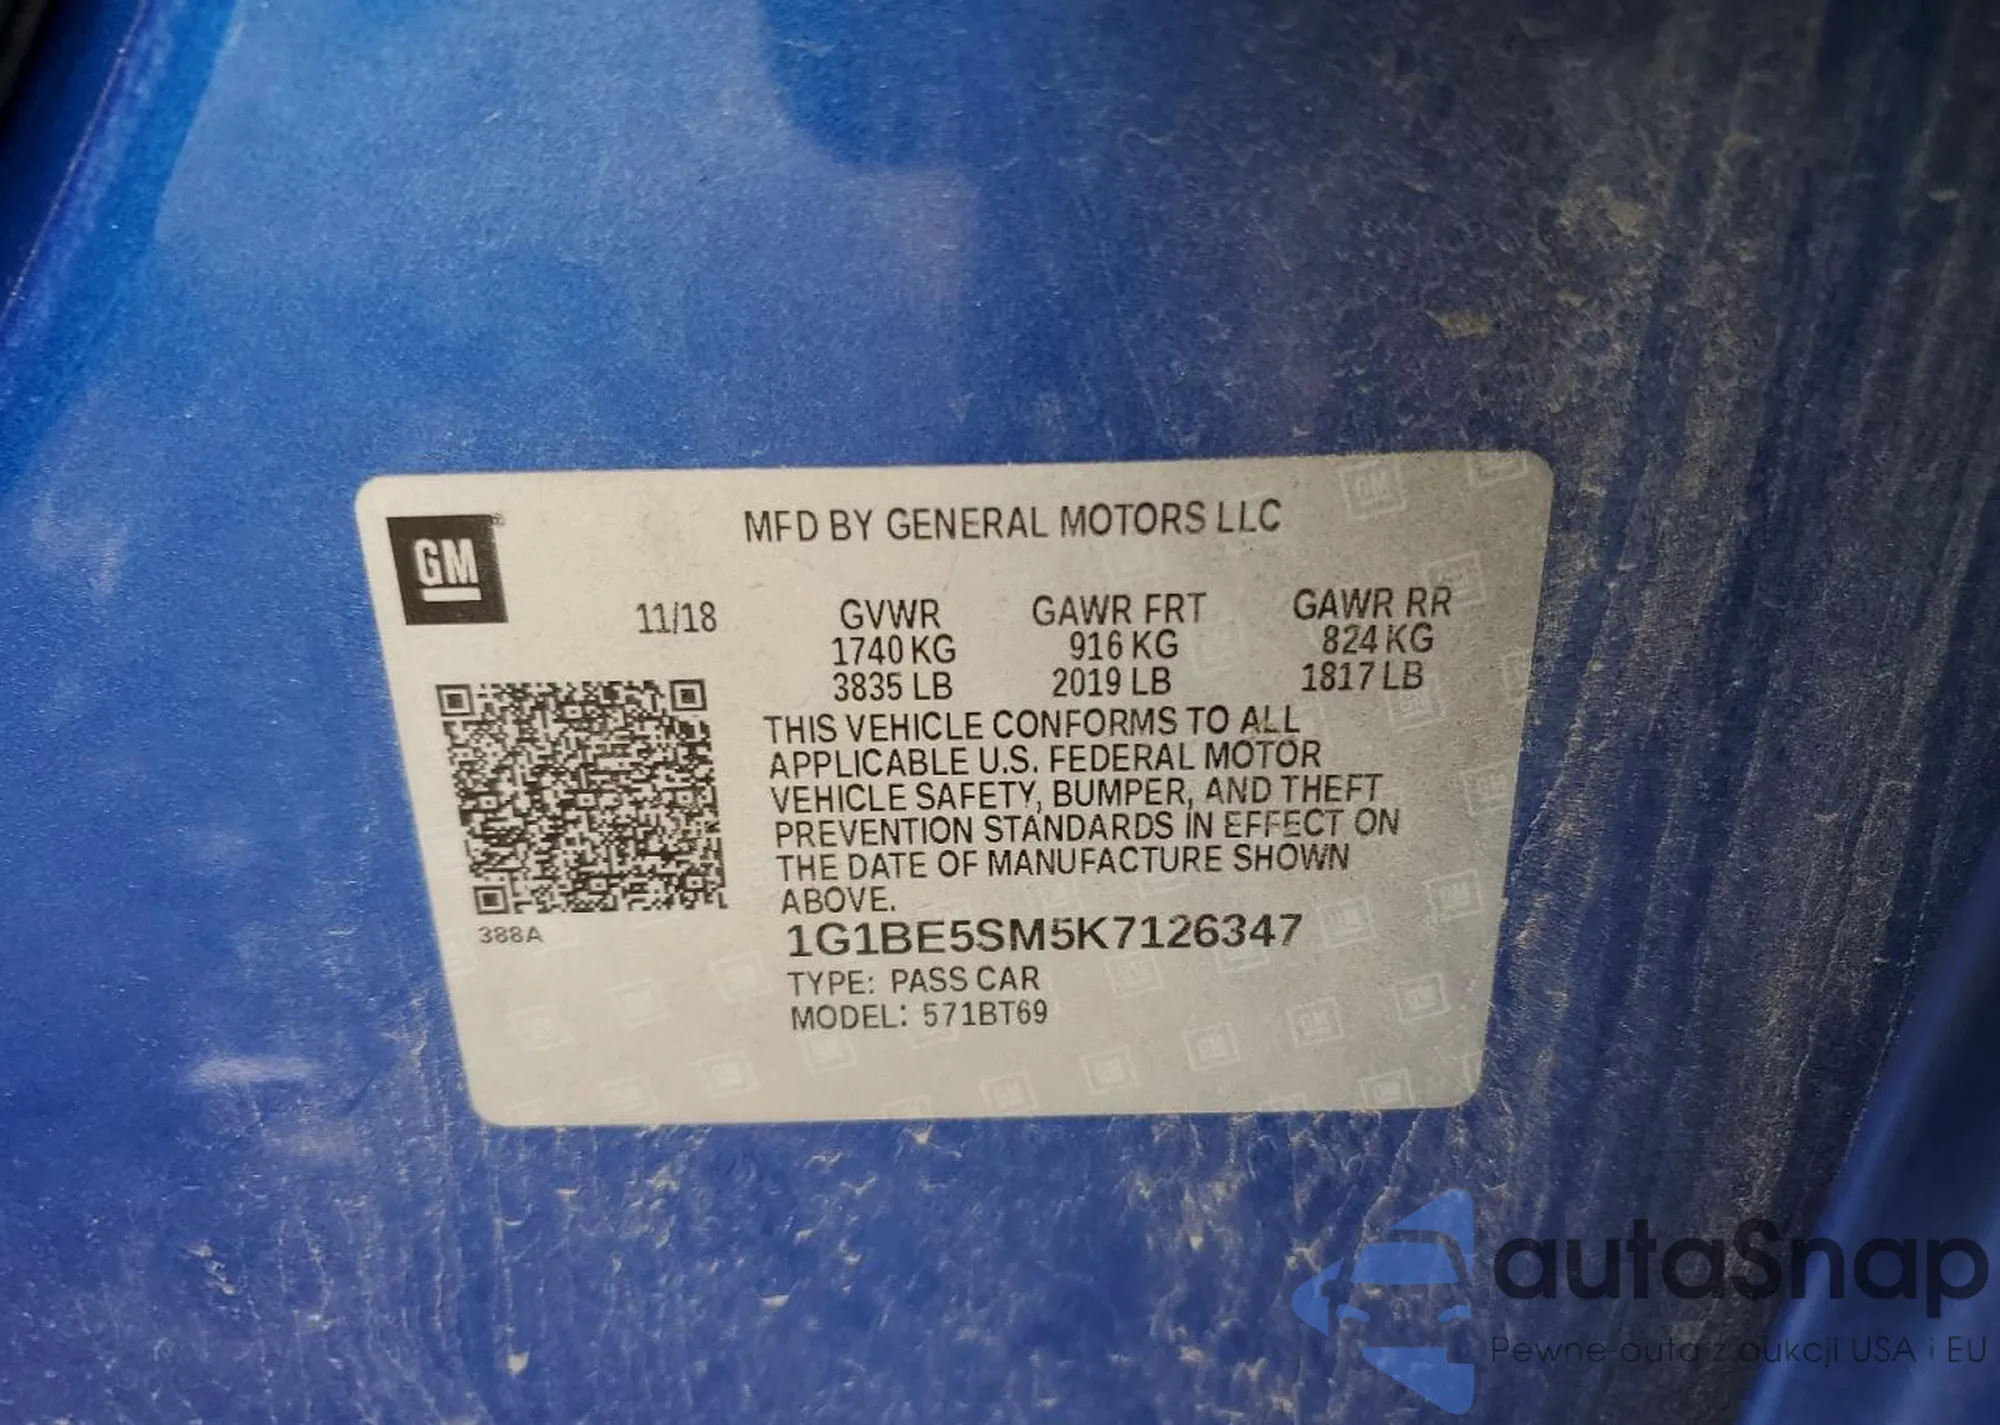 MFD BY GENERAL MOTORS LLC
GM
11/18
GVWR GAWR FRT GAWR RR
1740 KG 916 KG 824 KG
3835 LB 2019 LB 1817 LB
THIS VEHICLE CONFORMS TO ALL
APPLICABLE U.S. FEDERAL MOTOR
VEHICLE SAFETY, BUMPER, AND THEFT
PREVENTION STANDARDS IN EFFECT ON
THE DATE OF MANUFACTURE SHOWN
ABOVE.
388A
1G1BE5SM5K7126347
TYPE: PASS CAR
MODEL: 571BT69
autaSnap
Pewne auta z aukcji USA i EU